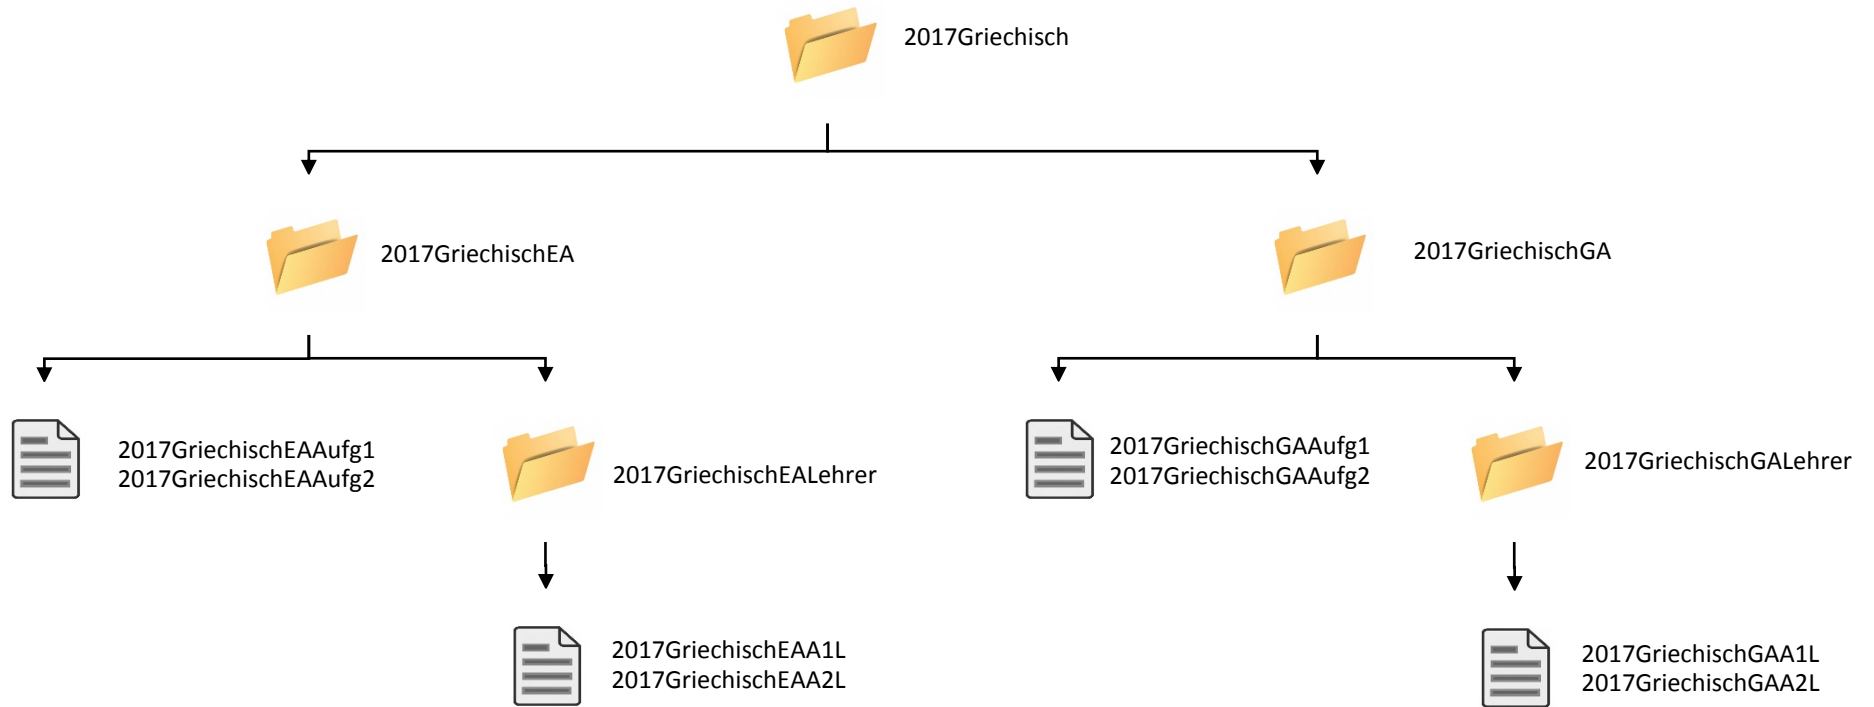 2017Griechisch
2017GriechischEA
2017GriechischGA
2017GriechischEAAufg1
2017GriechischEAAufg2
2017GriechischEALehrer
2017GriechischGAAufg1
2017GriechischGAAufg2
2017GriechischGALehrer
2017GriechischEAA1L
2017GriechischEAA2L
2017GriechischGAA1L
2017GriechischGAA2L